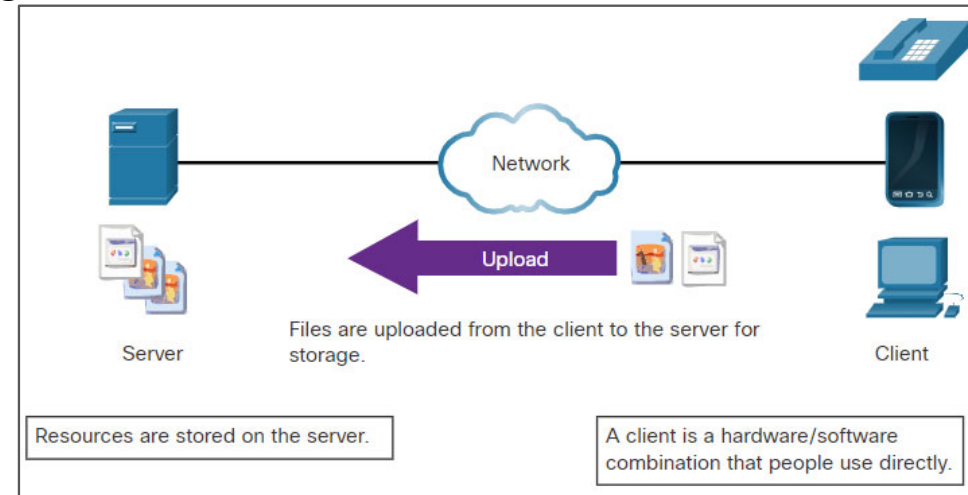 Network
Upload
Files are uploaded from the client to the server for
storage.
Server
Client
Resources are stored on the server.
A client is a hardware/software
combination that people use directly.